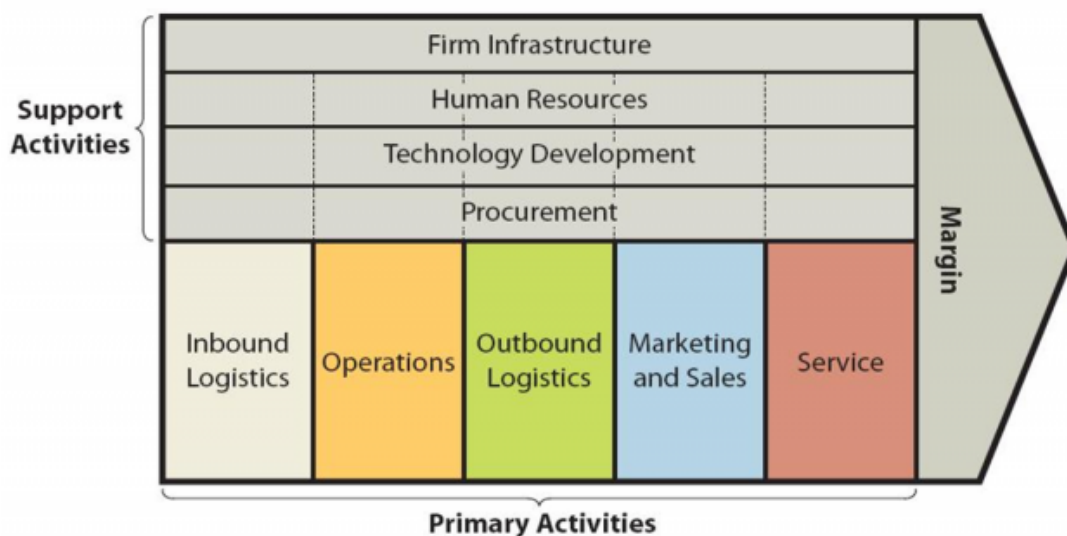 Firm Infrastructure
Human Resources
Support
Activities
Technology Development
Procurement
Margin
Inbound
Logistics
Operations
Outbound
Logistics
Marketing
and Sales
Service
Primary Activities